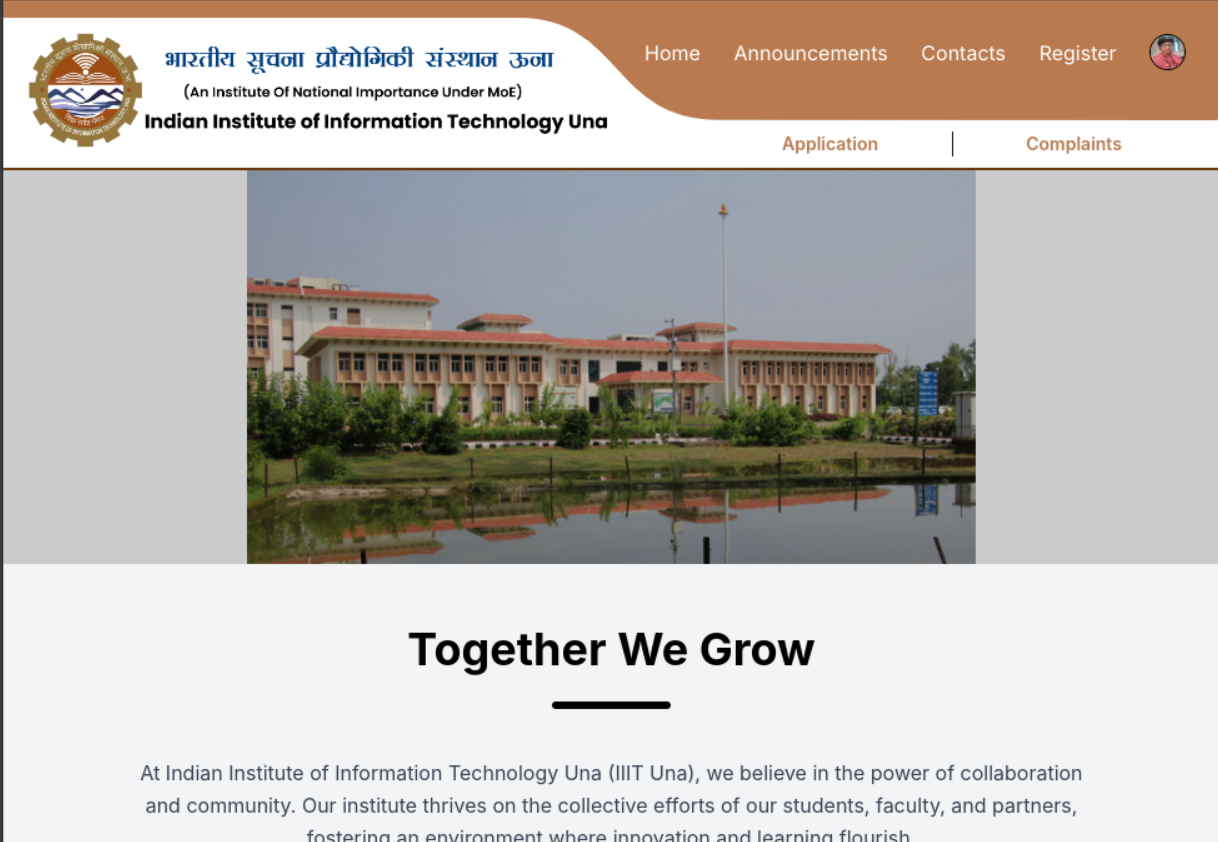 भारतीय सूचना प्रौद्योगिकी संस्थान ऊना
(An Institute Of National Importance Under MoE)
Indian Institute of Information Technology Una
Home Announcements Contacts Register
Application Complaints
Together We Grow
At Indian Institute of Information Technology Una (IIIT Una), we believe in the power of collaboration
and community. Our institute thrives on the collective efforts of our students, faculty, and partners,
fostering an environment where innovation and learning flourish.